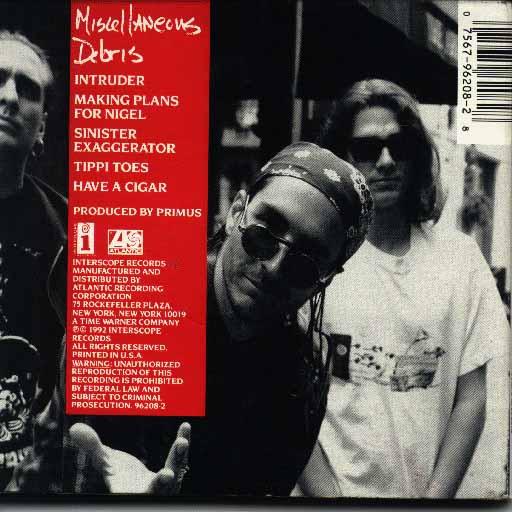 Miscellaneous
Debris
INTRUDER
MAKING PLANS
FOR NIGEL
SINISTER
EXAGGERATOR
TIPPI TOES
HAVE A CIGAR
PRODUCED BY PRIMUS
i
ATLANTIC
INTERSCOPE RECORDS
MANUFACTURED AND
DISTRIBUTED BY
ATLANTIC RECORDING
CORPORATION
75 ROCKEFELLER PLAZA,
NEW YORK, NEW YORK 10019
A TIME WARNER COMPANY
℗© 1992 INTERSCOPE
RECORDS
ALL RIGHTS RESERVED.
PRINTED IN U.S.A.
WARNING: UNAUTHORIZED
REPRODUCTION OF THIS
RECORDING IS PROHIBITED
BY FEDERAL LAW AND
SUBJECT TO CRIMINAL
PROSECUTION. 96208-2
0 7567-96208-2 8